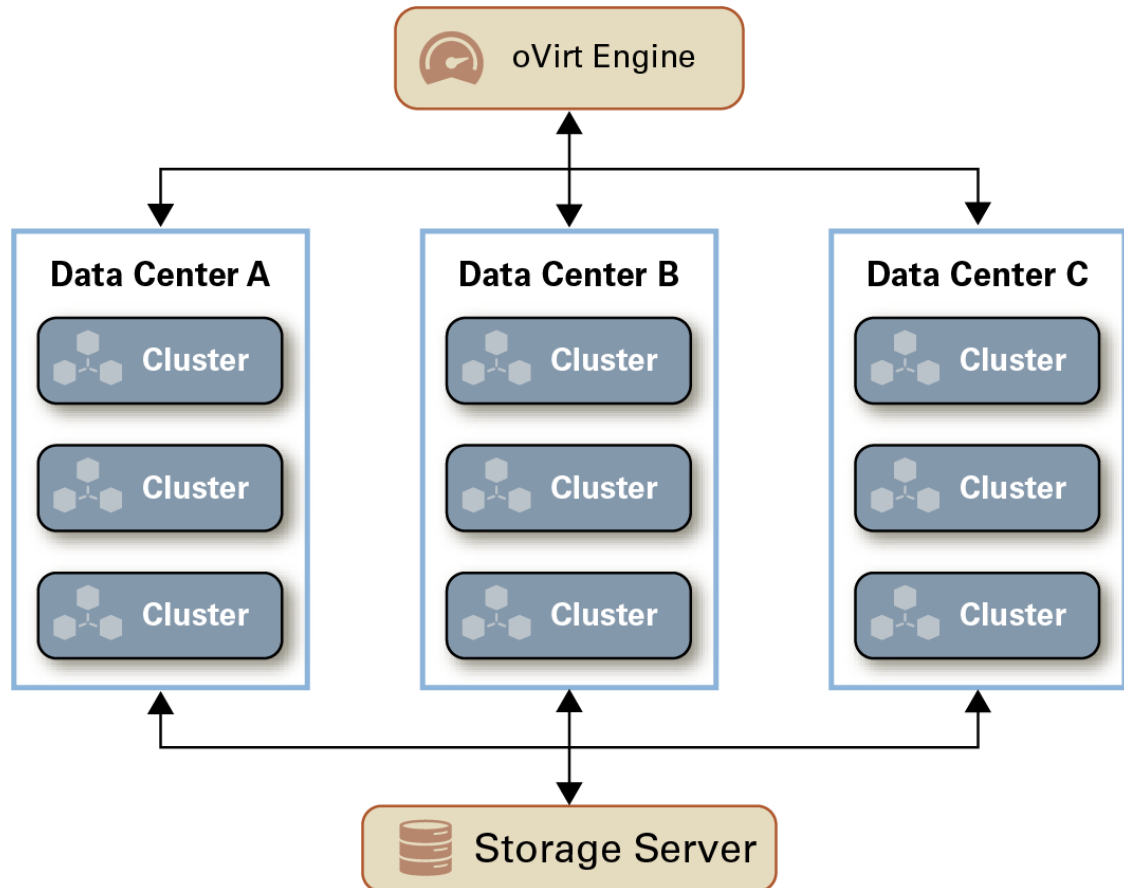 oVirt Engine
Data Center A
Cluster
Cluster
Cluster
Data Center B
Cluster
Cluster
Cluster
Data Center C
Cluster
Cluster
Cluster
Storage Server